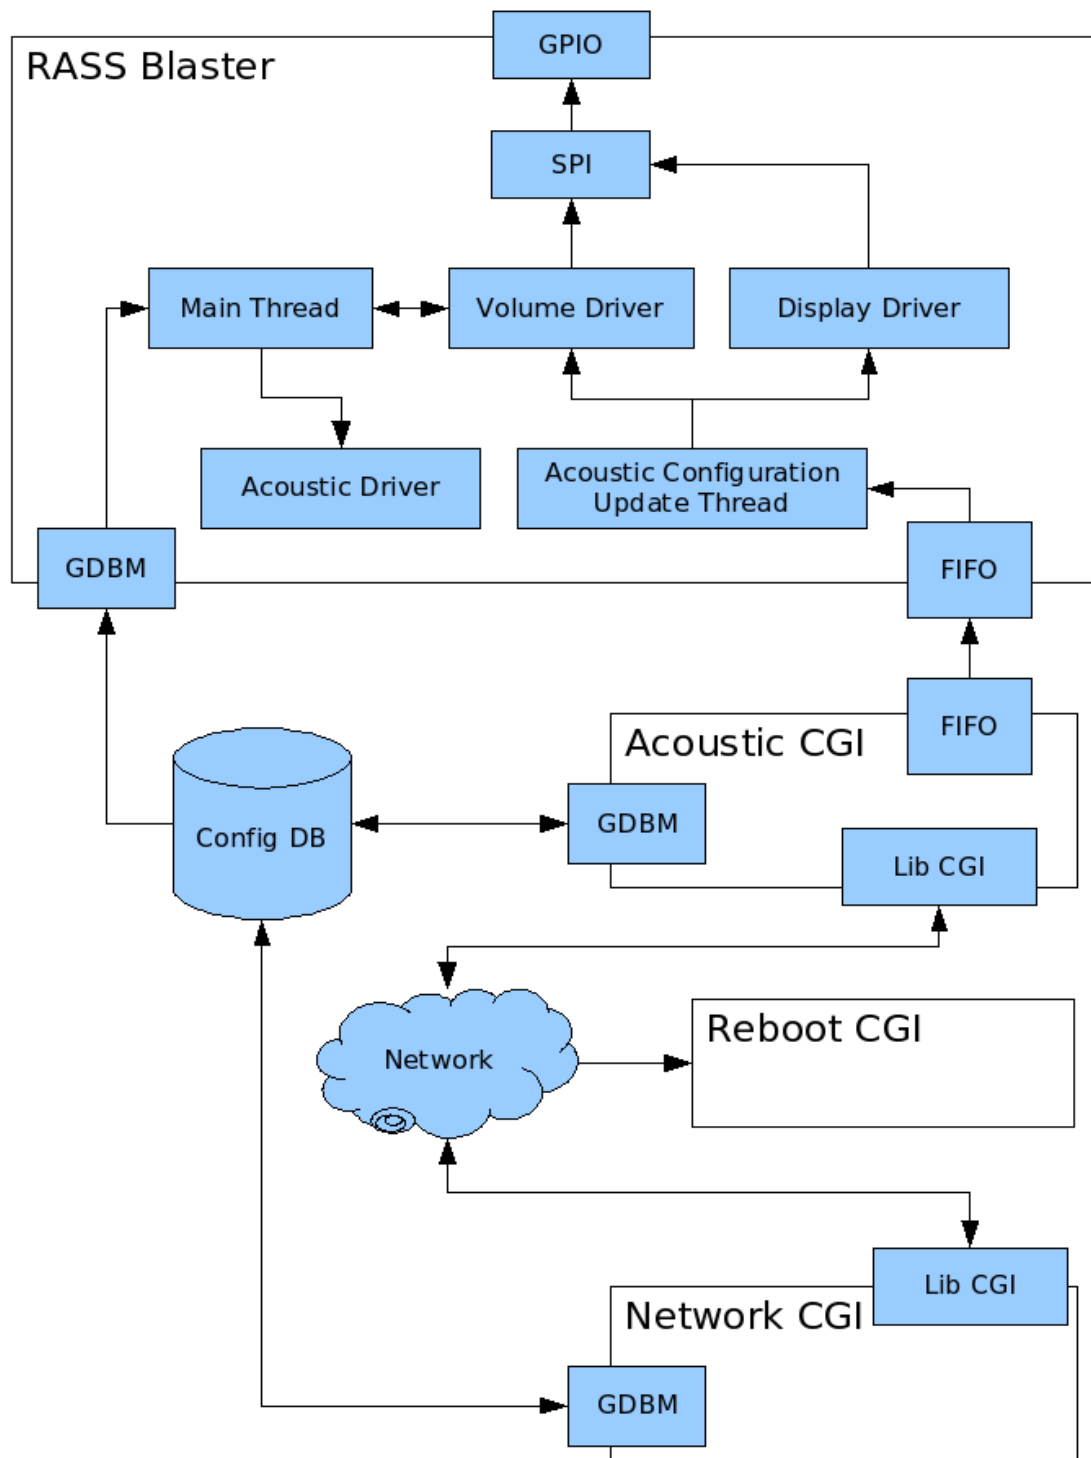 GPIO
RASS Blaster
SPI
Main Thread
Volume Driver
Display Driver
Acoustic Driver
Acoustic Configuration
Update Thread
GDBM
FIFO
FIFO
Acoustic CGI
GDBM
Config DB
Lib CGI
Reboot CGI
Network
Lib CGI
Network CGI
GDBM